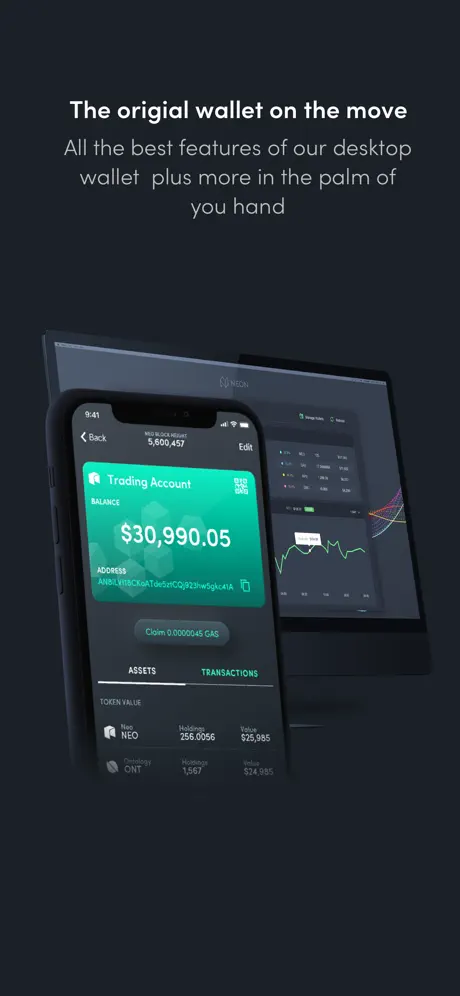 The origial wallet on the move
All the best features of our desktop
wallet plus more in the palm of
you hand
NEON
Manage Wallets
Refresh
9:41
Back
NEO BLOCK HEIGHT
5,600,457
Edit
Trading Account
BALANCE
$30,990.05
ADDRESS
Claim 0.0000045 GAS
ASSETS
TRANSACTIONS
TOKEN VALUE
Neo
NEO
Holdings
256.0056
Value
$25,985
Ontology
ONT
Holdings
1,567
Value
$24,985